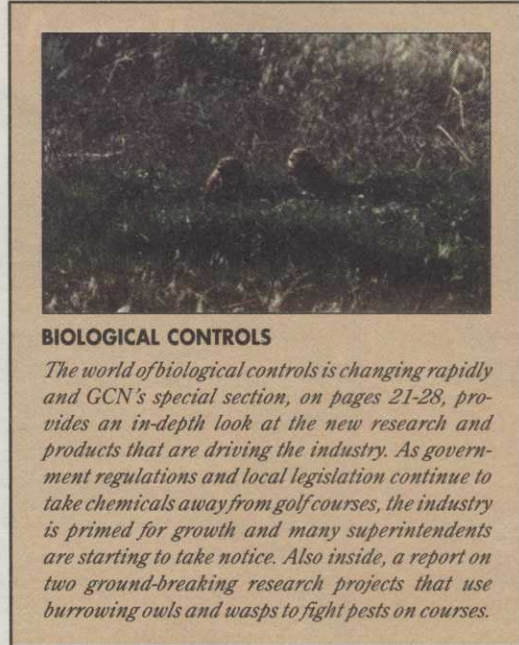 BIOLOGICAL CONTROLS
The world of biological controls is changing rapidly
and GCN's special section, on pages 21-28, pro-
vides an in-depth look at the new research and
products that are driving the industry. As govern-
ment regulations and local legislation continue to
take chemicals away from golf courses, the industry
is primed for growth and many superintendents
are starting to take notice. Also inside, a report on
two ground-breaking research projects that use
burrowing owls and wasps to fight pests on courses.